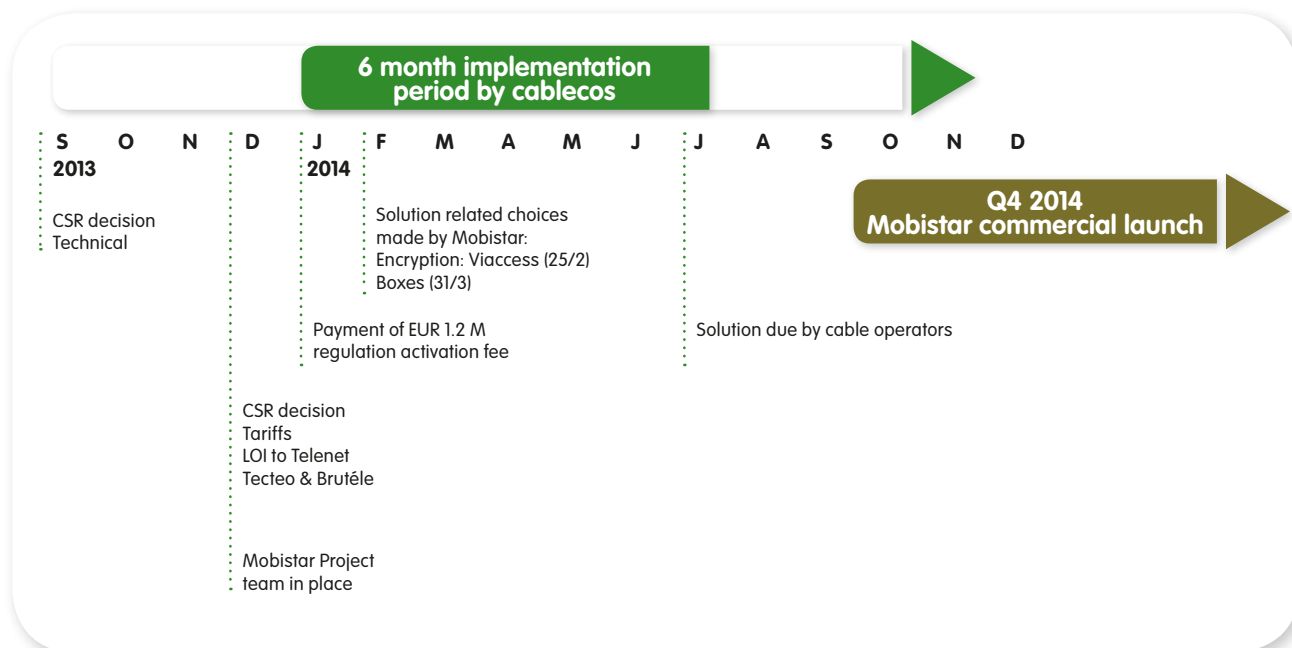 6 month implementation
period by cablecos
S O N D J F M A M J J A S O N D
2013 2014
CSR decision
Technical
Solution related choices
made by Mobistar:
Encryption: Viaccess (25/2)
Boxes (31/3)
Q4 2014
Mobistar commercial launch
Payment of EUR 1.2 M
regulation activation fee
Solution due by cable operators
CSR decision
Tariffs
LOI to Telenet
Tecteo & Brutéle
Mobistar Project
team in place